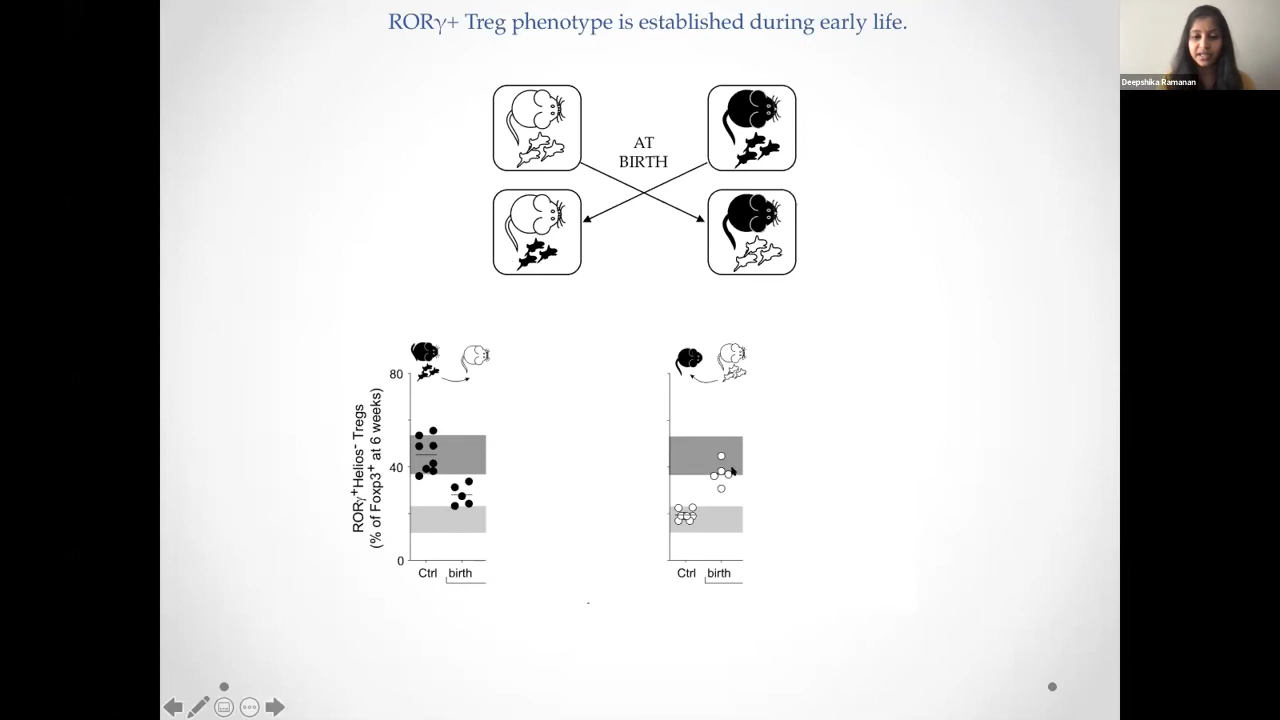 RORγ+ Treg phenotype is established during early life.
Deepshika Ramanan
AT
BIRTH
RORγ⁺Helios⁻ Tregs
(% of Foxp3⁺ at 6 weeks)
80
40
0
Ctrl birth
Ctrl birth